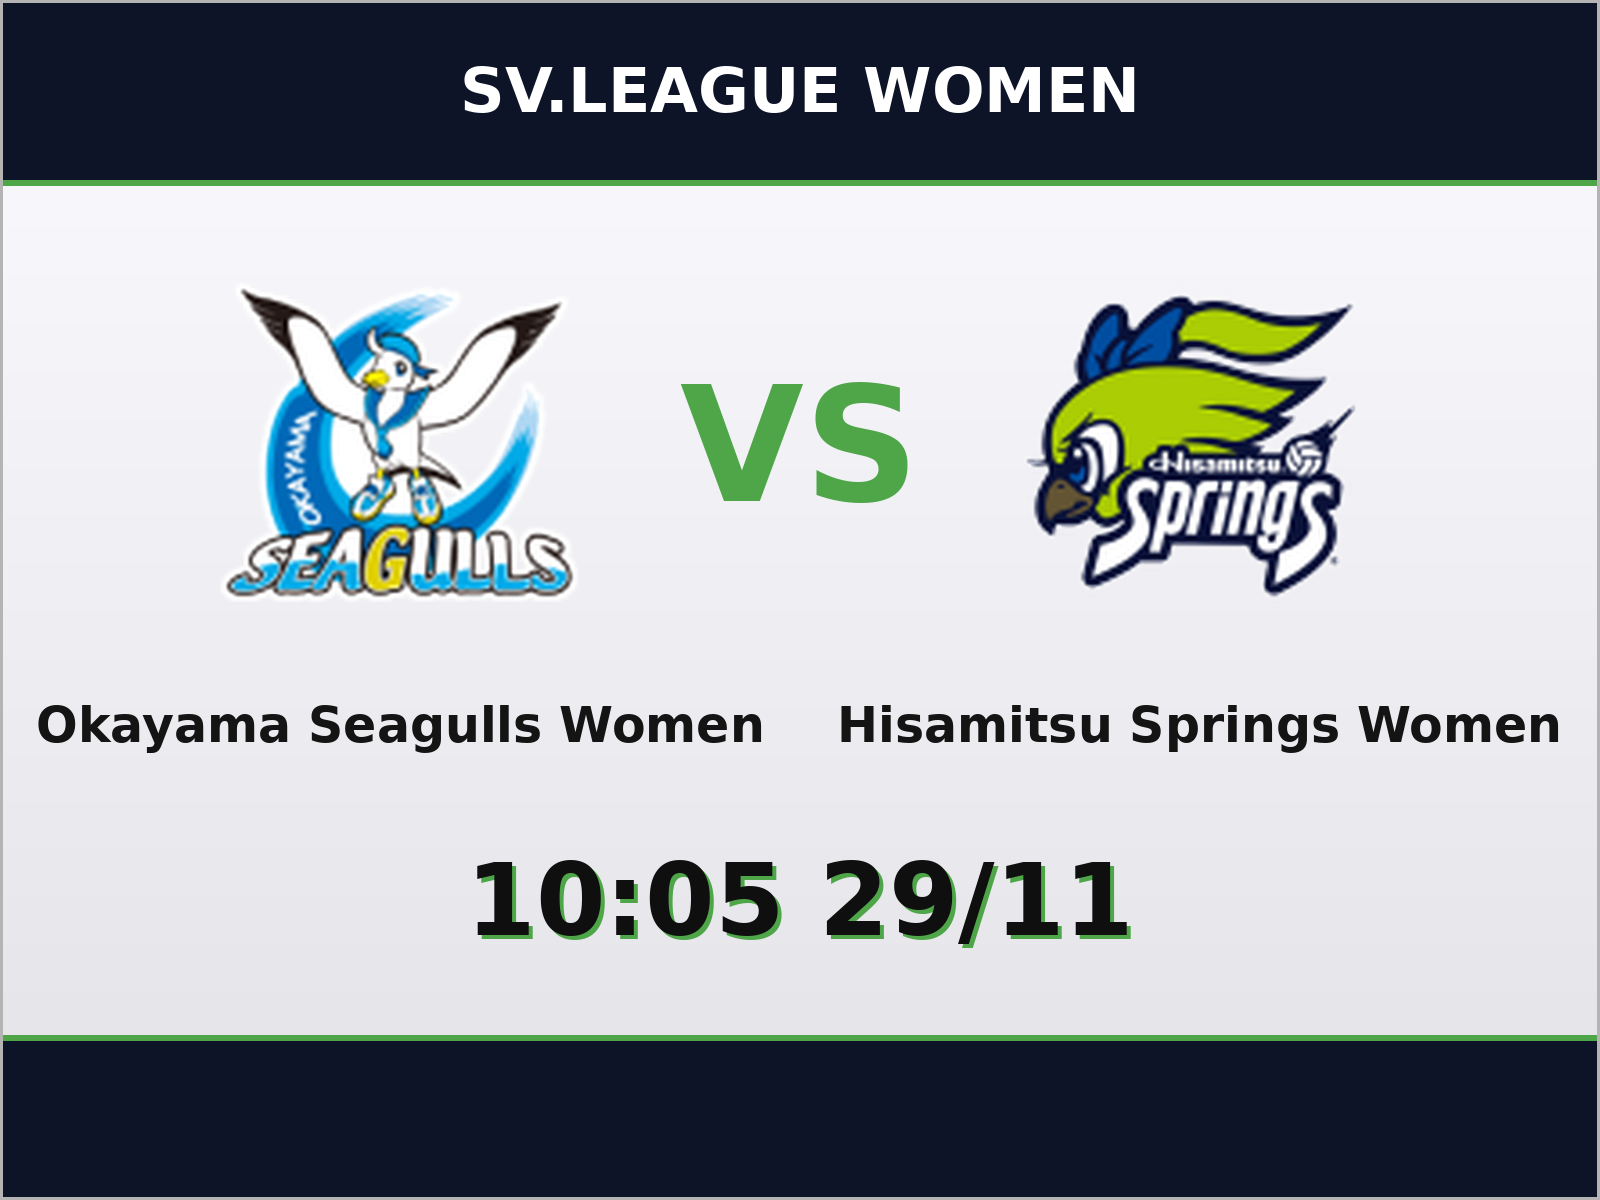 SV.LEAGUE WOMEN
OKAYAMA
SEAGULLS
VS
Hisamitsu
Springs
Okayama Seagulls Women
Hisamitsu Springs Women
10:05 29/11